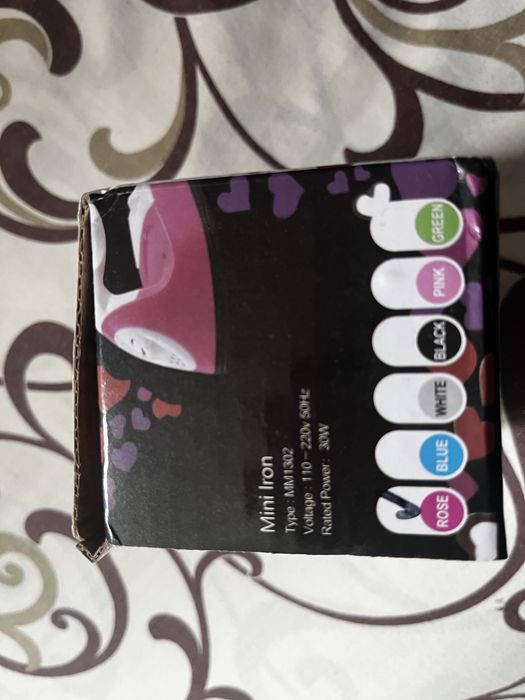 Mini Iron
Type : MM1302
Voltage : 110－220v 50Hz
Rated Power : 30W
ROSE
BLUE
WHITE
BLACK
PINK
GREEN